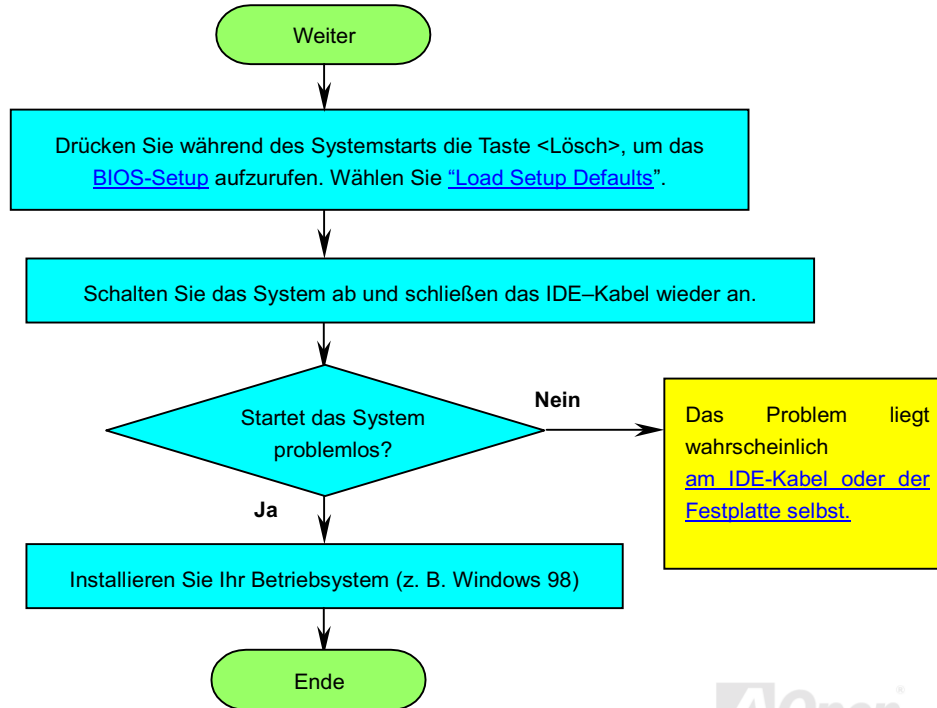 Weiter
Drücken Sie während des Systemstarts die Taste <Lösch>, um das
BIOS-Setup aufzurufen. Wählen Sie “Load Setup Defaults”.
Schalten Sie das System ab und schließen das IDE–Kabel wieder an.
Startet das System
problemlos?
Nein
Das Problem liegt
wahrscheinlich
am IDE-Kabel oder der
Festplatte selbst.
Ja
Installieren Sie Ihr Betriebsystem (z. B. Windows 98)
Ende